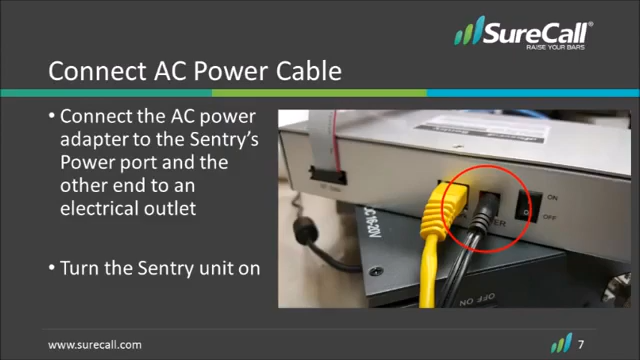 SureCall
RAISE YOUR BARS
Connect AC Power Cable
• Connect the AC power
adapter to the Sentry's
Power port and the
other end to an
electrical outlet
• Turn the Sentry unit on
ON
OFF
OFF ON
www.surecall.com
7